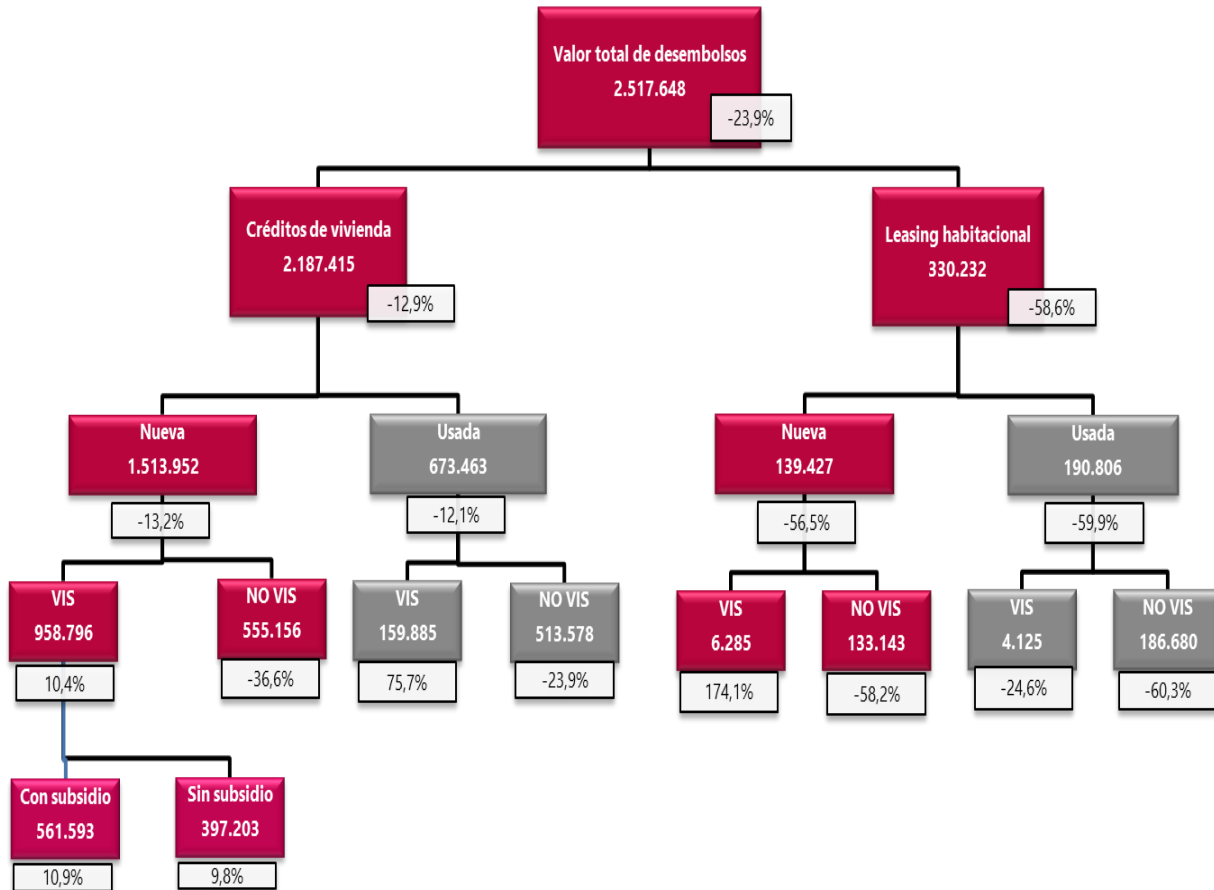 Valor total de desembolsos
2.517.648
-23,9%
Créditos de vivienda
2.187.415
-12,9%
Leasing habitacional
330.232
-58,6%
Nueva
1.513.952
-13,2%
Usada
673.463
-12,1%
Nueva
139.427
-56,5%
Usada
190.806
-59,9%
VIS
958.796
10,4%
NO VIS
555.156
-36,6%
VIS
159.885
75,7%
NO VIS
513.578
-23,9%
VIS
6.285
174,1%
NO VIS
133.143
-58,2%
VIS
4.125
-24,6%
NO VIS
186.680
-60,3%
Con subsidio
561.593
10,9%
Sin subsidio
397.203
9,8%